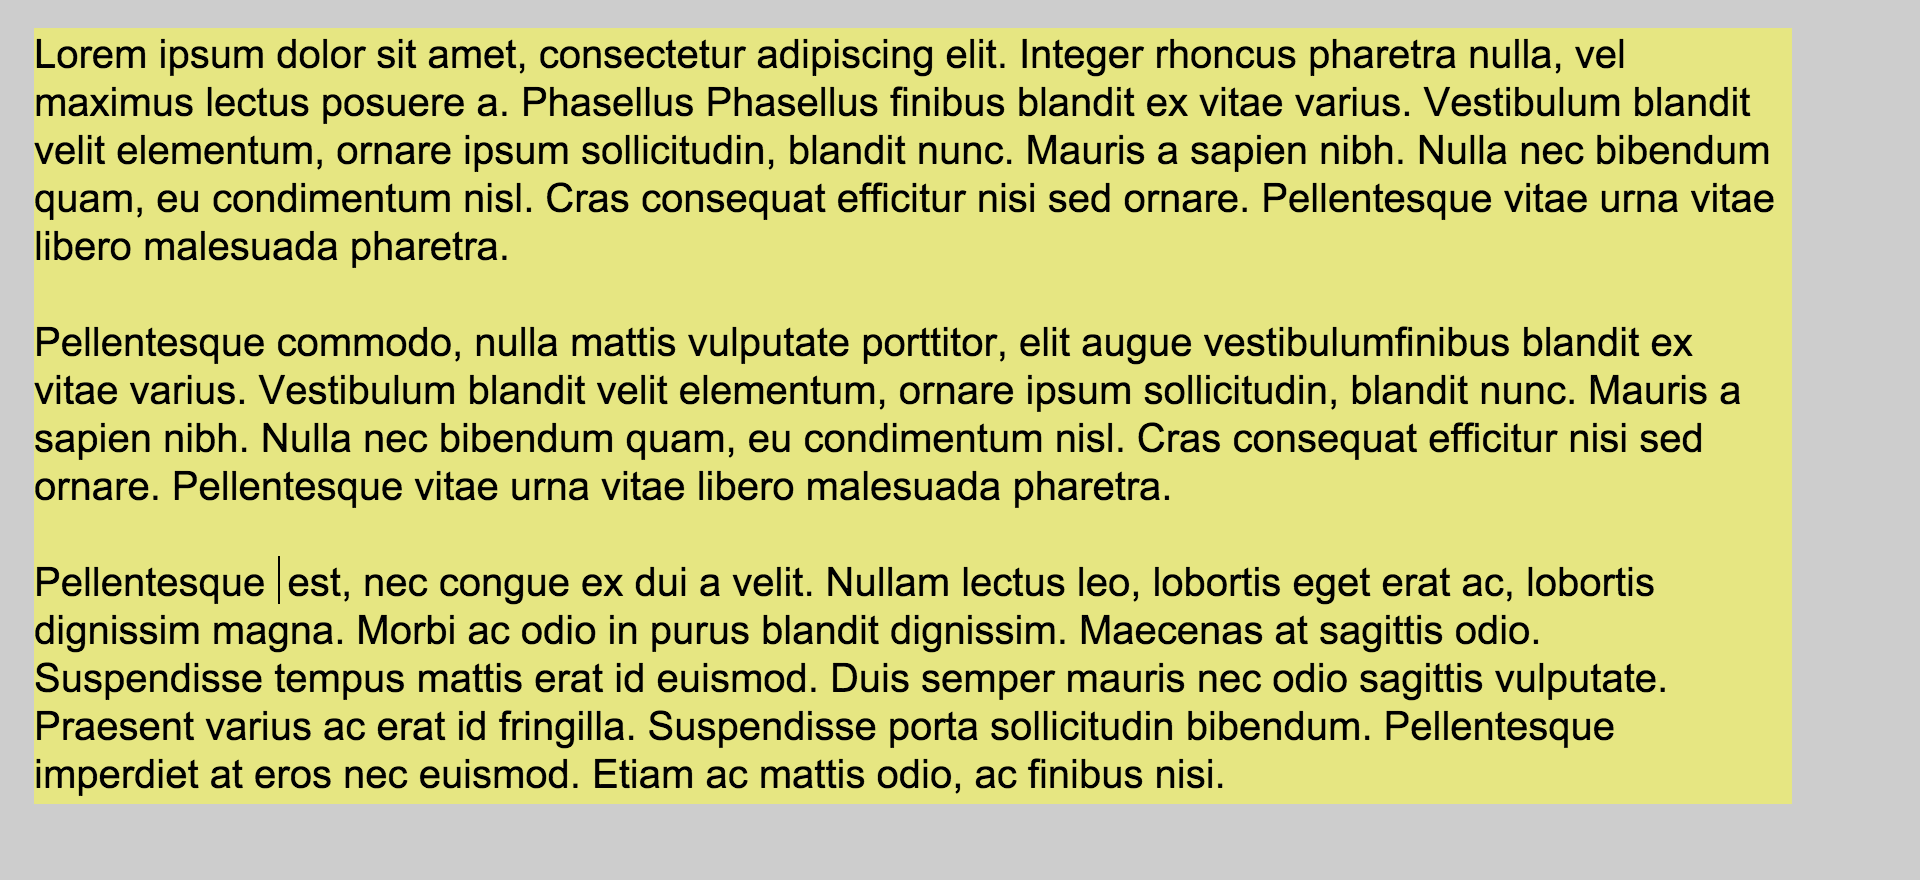 Lorem ipsum dolor sit amet, consectetur adipiscing elit. Integer rhoncus pharetra nulla, vel
maximus lectus posuere a. Phasellus Phasellus finibus blandit ex vitae varius. Vestibulum blandit
velit elementum, ornare ipsum sollicitudin, blandit nunc. Mauris a sapien nibh. Nulla nec bibendum
quam, eu condimentum nisl. Cras consequat efficitur nisi sed ornare. Pellentesque vitae urna vitae
libero malesuada pharetra.

Pellentesque commodo, nulla mattis vulputate porttitor, elit augue vestibulumfinibus blandit ex
vitae varius. Vestibulum blandit velit elementum, ornare ipsum sollicitudin, blandit nunc. Mauris a
sapien nibh. Nulla nec bibendum quam, eu condimentum nisl. Cras consequat efficitur nisi sed
ornare. Pellentesque vitae urna vitae libero malesuada pharetra.

Pellentesque est, nec congue ex dui a velit. Nullam lectus leo, lobortis eget erat ac, lobortis
dignissim magna. Morbi ac odio in purus blandit dignissim. Maecenas at sagittis odio.
Suspendisse tempus mattis erat id euismod. Duis semper mauris nec odio sagittis vulputate.
Praesent varius ac erat id fringilla. Suspendisse porta sollicitudin bibendum. Pellentesque
imperdiet at eros nec euismod. Etiam ac mattis odio, ac finibus nisi.